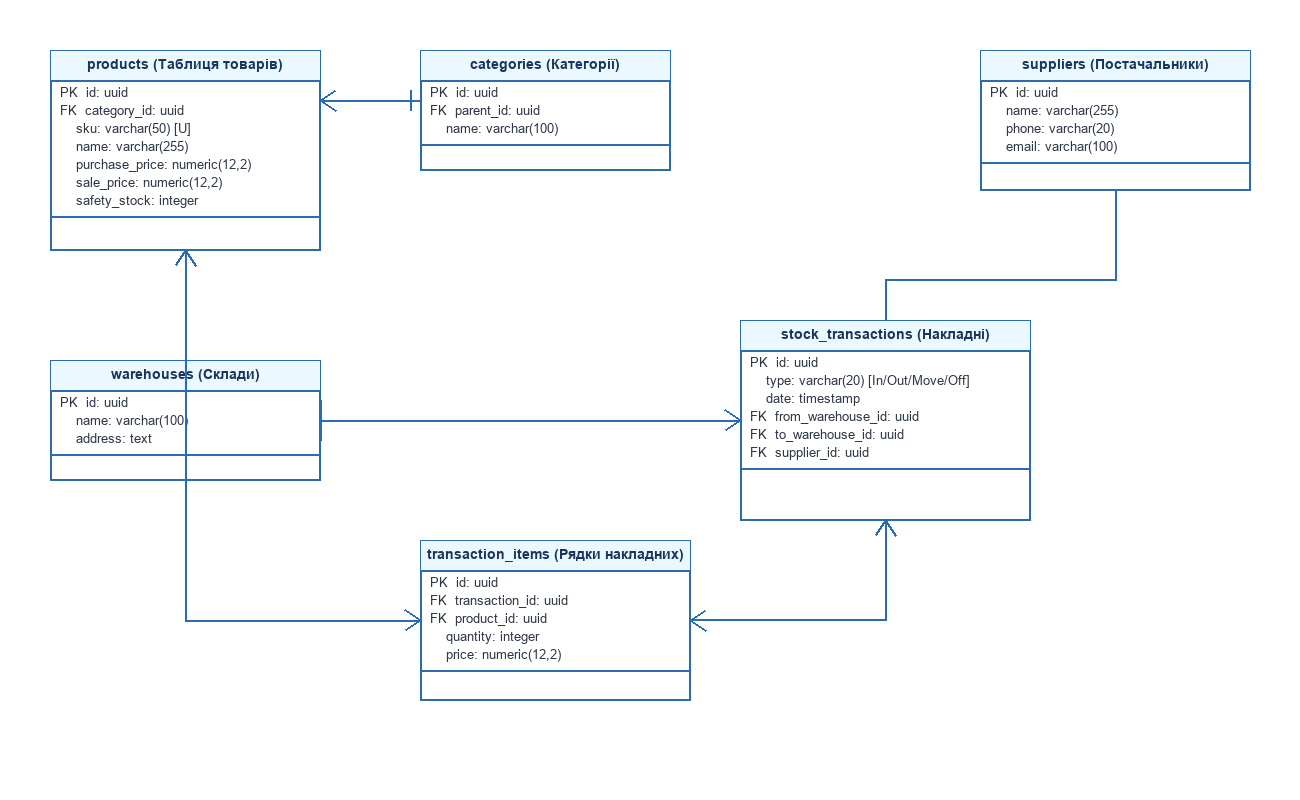 products (Таблиця товарів)
PK id: uuid
FK category_id: uuid
sku: varchar(50) [U]
name: varchar(255)
purchase_price: numeric(12,2)
sale_price: numeric(12,2)
safety_stock: integer
categories (Категорії)
PK id: uuid
FK parent_id: uuid
name: varchar(100)
suppliers (Постачальники)
PK id: uuid
name: varchar(255)
phone: varchar(20)
email: varchar(100)
warehouses (Склади)
PK id: uuid
name: varchar(100)
address: text
stock_transactions (Накладні)
PK id: uuid
type: varchar(20) [In/Out/Move/Off]
date: timestamp
FK from_warehouse_id: uuid
FK to_warehouse_id: uuid
FK supplier_id: uuid
transaction_items (Рядки накладних)
PK id: uuid
FK transaction_id: uuid
FK product_id: uuid
quantity: integer
price: numeric(12,2)